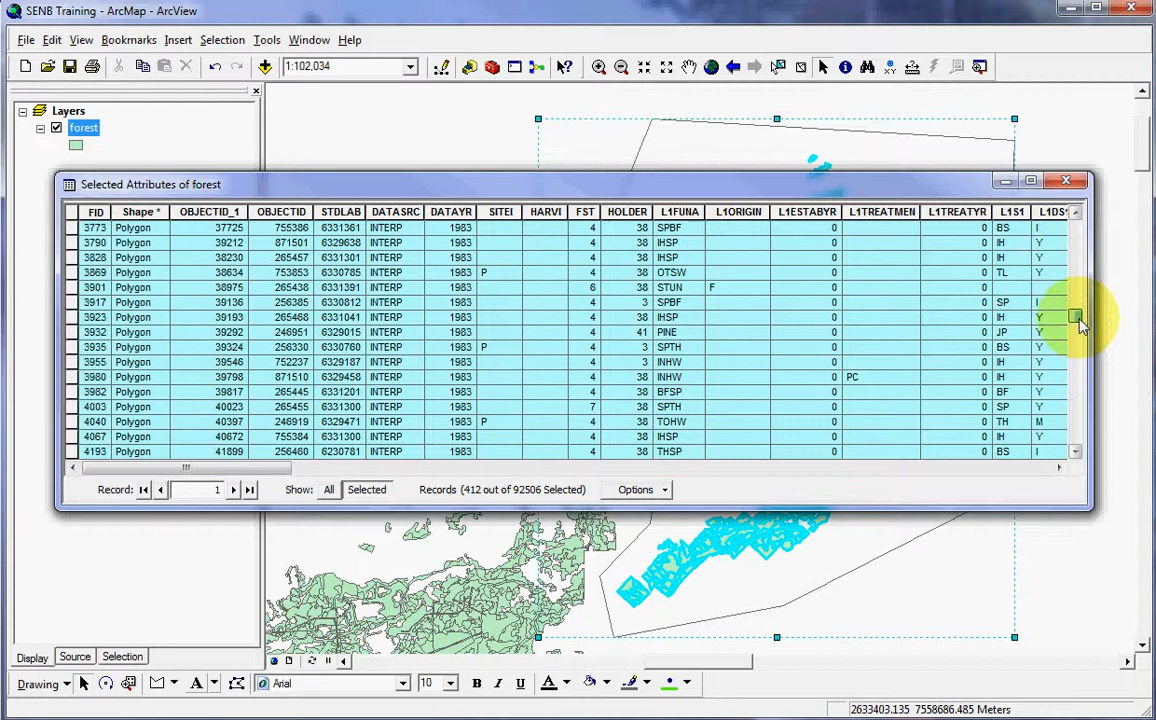 SENB Training - ArcMap - ArcView
File Edit View Bookmarks Insert Selection Tools Window Help
1:102,034
Layers
forest
Selected Attributes of forest
FID Shape * OBJECTID_1 OBJECTID STDLAB DATASRC DATAYR SITEI HARVI FST HOLDER L1FUNA L1ORIGIN L1ESTABYR L1TREATMEN L1TREATYR L1S1 L1DS1
3773 Polygon 37725 755386 6331361 INTERP 1983 4 38 SPBF 0 0 BS I
3790 Polygon 39212 871501 6329638 INTERP 1983 4 38 IHSP 0 0 IH Y
3828 Polygon 38230 265457 6331301 INTERP 1983 4 38 IHSP 0 0 IH Y
3869 Polygon 38634 753853 6330785 INTERP 1983 P 4 38 OTSW 0 0 TL Y
3901 Polygon 38975 265438 6331391 INTERP 1983 6 38 STUN F 0 0
3917 Polygon 39136 256385 6330812 INTERP 1983 4 3 SPBF 0 0 SP I
3923 Polygon 39193 265468 6331041 INTERP 1983 4 38 IHSP 0 0 IH Y
3932 Polygon 39292 246951 6329015 INTERP 1983 4 41 PINE 0 0 JP Y
3935 Polygon 39324 256330 6330760 INTERP 1983 P 4 3 SPTH 0 0 BS Y
3955 Polygon 39546 752237 6329187 INTERP 1983 4 3 INHW 0 0 IH Y
3980 Polygon 39798 871510 6329458 INTERP 1983 4 38 INHW 0 PC 0 IH Y
3982 Polygon 39817 265445 6331201 INTERP 1983 4 38 BFSP 0 0 BF Y
4003 Polygon 40023 265455 6331300 INTERP 1983 7 38 SPTH 0 0 SP Y
4040 Polygon 40397 246919 6329471 INTERP 1983 P 4 38 TOHW 0 0 TH M
4067 Polygon 40672 755384 6331300 INTERP 1983 4 38 IHSP 0 0 IH Y
4193 Polygon 41899 256460 6230781 INTERP 1983 4 38 THSP 0 0 BS I
Record: 1 Show: All Selected Records (412 out of 92506 Selected) Options
Display Source Selection
Drawing A Arial 10 B I U A
2633403.135 7558686.485 Meters